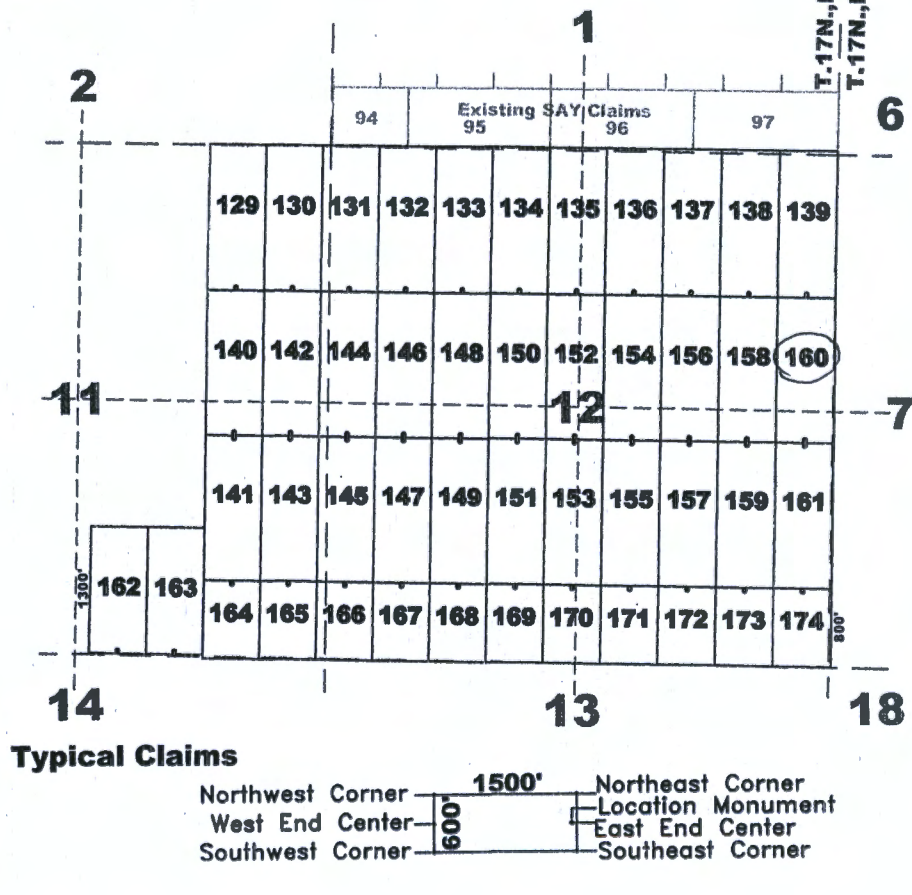 1
T.17N.,
T.17N.,
2
6
94
Existing SAY Claims
95
96
97
129 130 131 132 133 134 135 136 137 138 139
140 142 144 146 148 150 152 154 156 158 160
11
12
7
141 143 145 147 149 151 153 155 157 159 161
1300'
162 163
164 165 166 167 168 169 170 171 172 173 174
800'
14
13
18
Typical Claims
1500'
600'
Northwest Corner
West End Center
Southwest Corner
Northeast Corner
Location Monument
East End Center
Southeast Corner